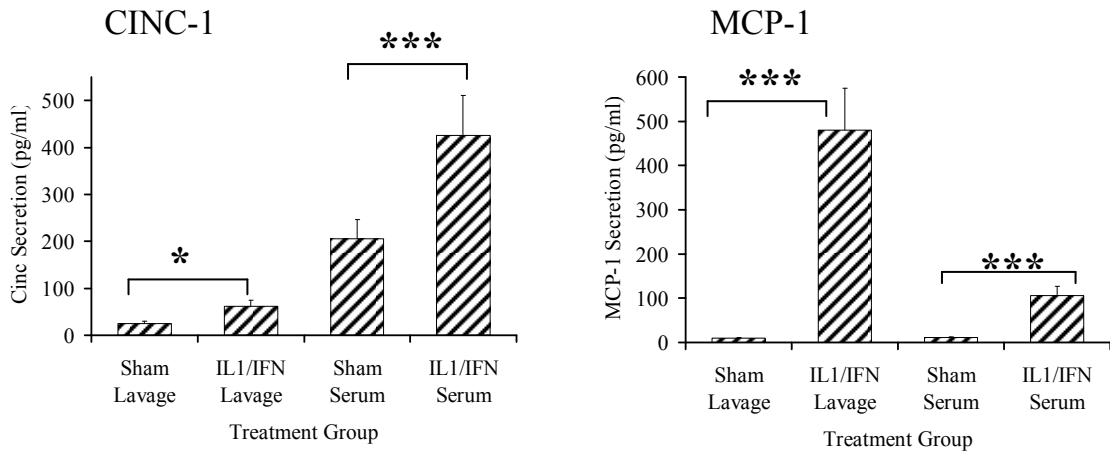 CINC-1
***
*
500
400
300
200
100
0
Cinc Secretion (pg/ml)
Sham Lavage
IL1/IFN Lavage
Sham Serum
IL1/IFN Serum
Treatment Group
MCP-1
***
***
600
500
400
300
200
100
0
MCP-1 Secretion (pg/ml)
Sham Lavage
IL1/IFN Lavage
Sham Serum
IL1/IFN Serum
Treatment Group